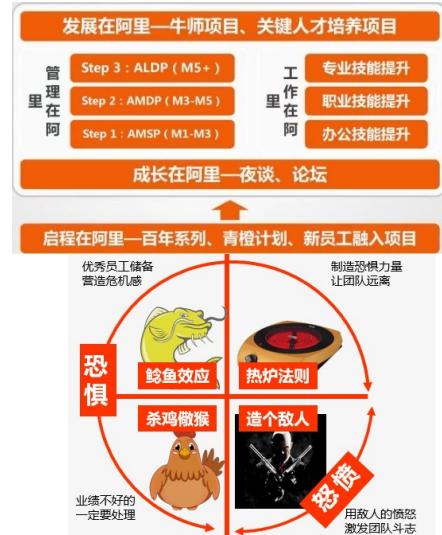 发展在阿里—牛师项目、关键人才培养项目
管理在阿里
Step 3：ALDP（M5+）
Step 2：AMDP（M3-M5）
Step 1：AMSP（M1-M3）
工作在阿里
专业技能提升
职业技能提升
办公技能提升
成长在阿里—夜谈、论坛
启程在阿里—百年系列、青橙计划、新员工融入项目
优秀员工储备
营造危机感
制造恐惧力量
让团队远离
恐惧
鲶鱼效应
热炉法则
杀鸡儆猴
造个敌人
怒愤
业绩不好的
一定要处理
用敌人的愤怒
激发团队斗志